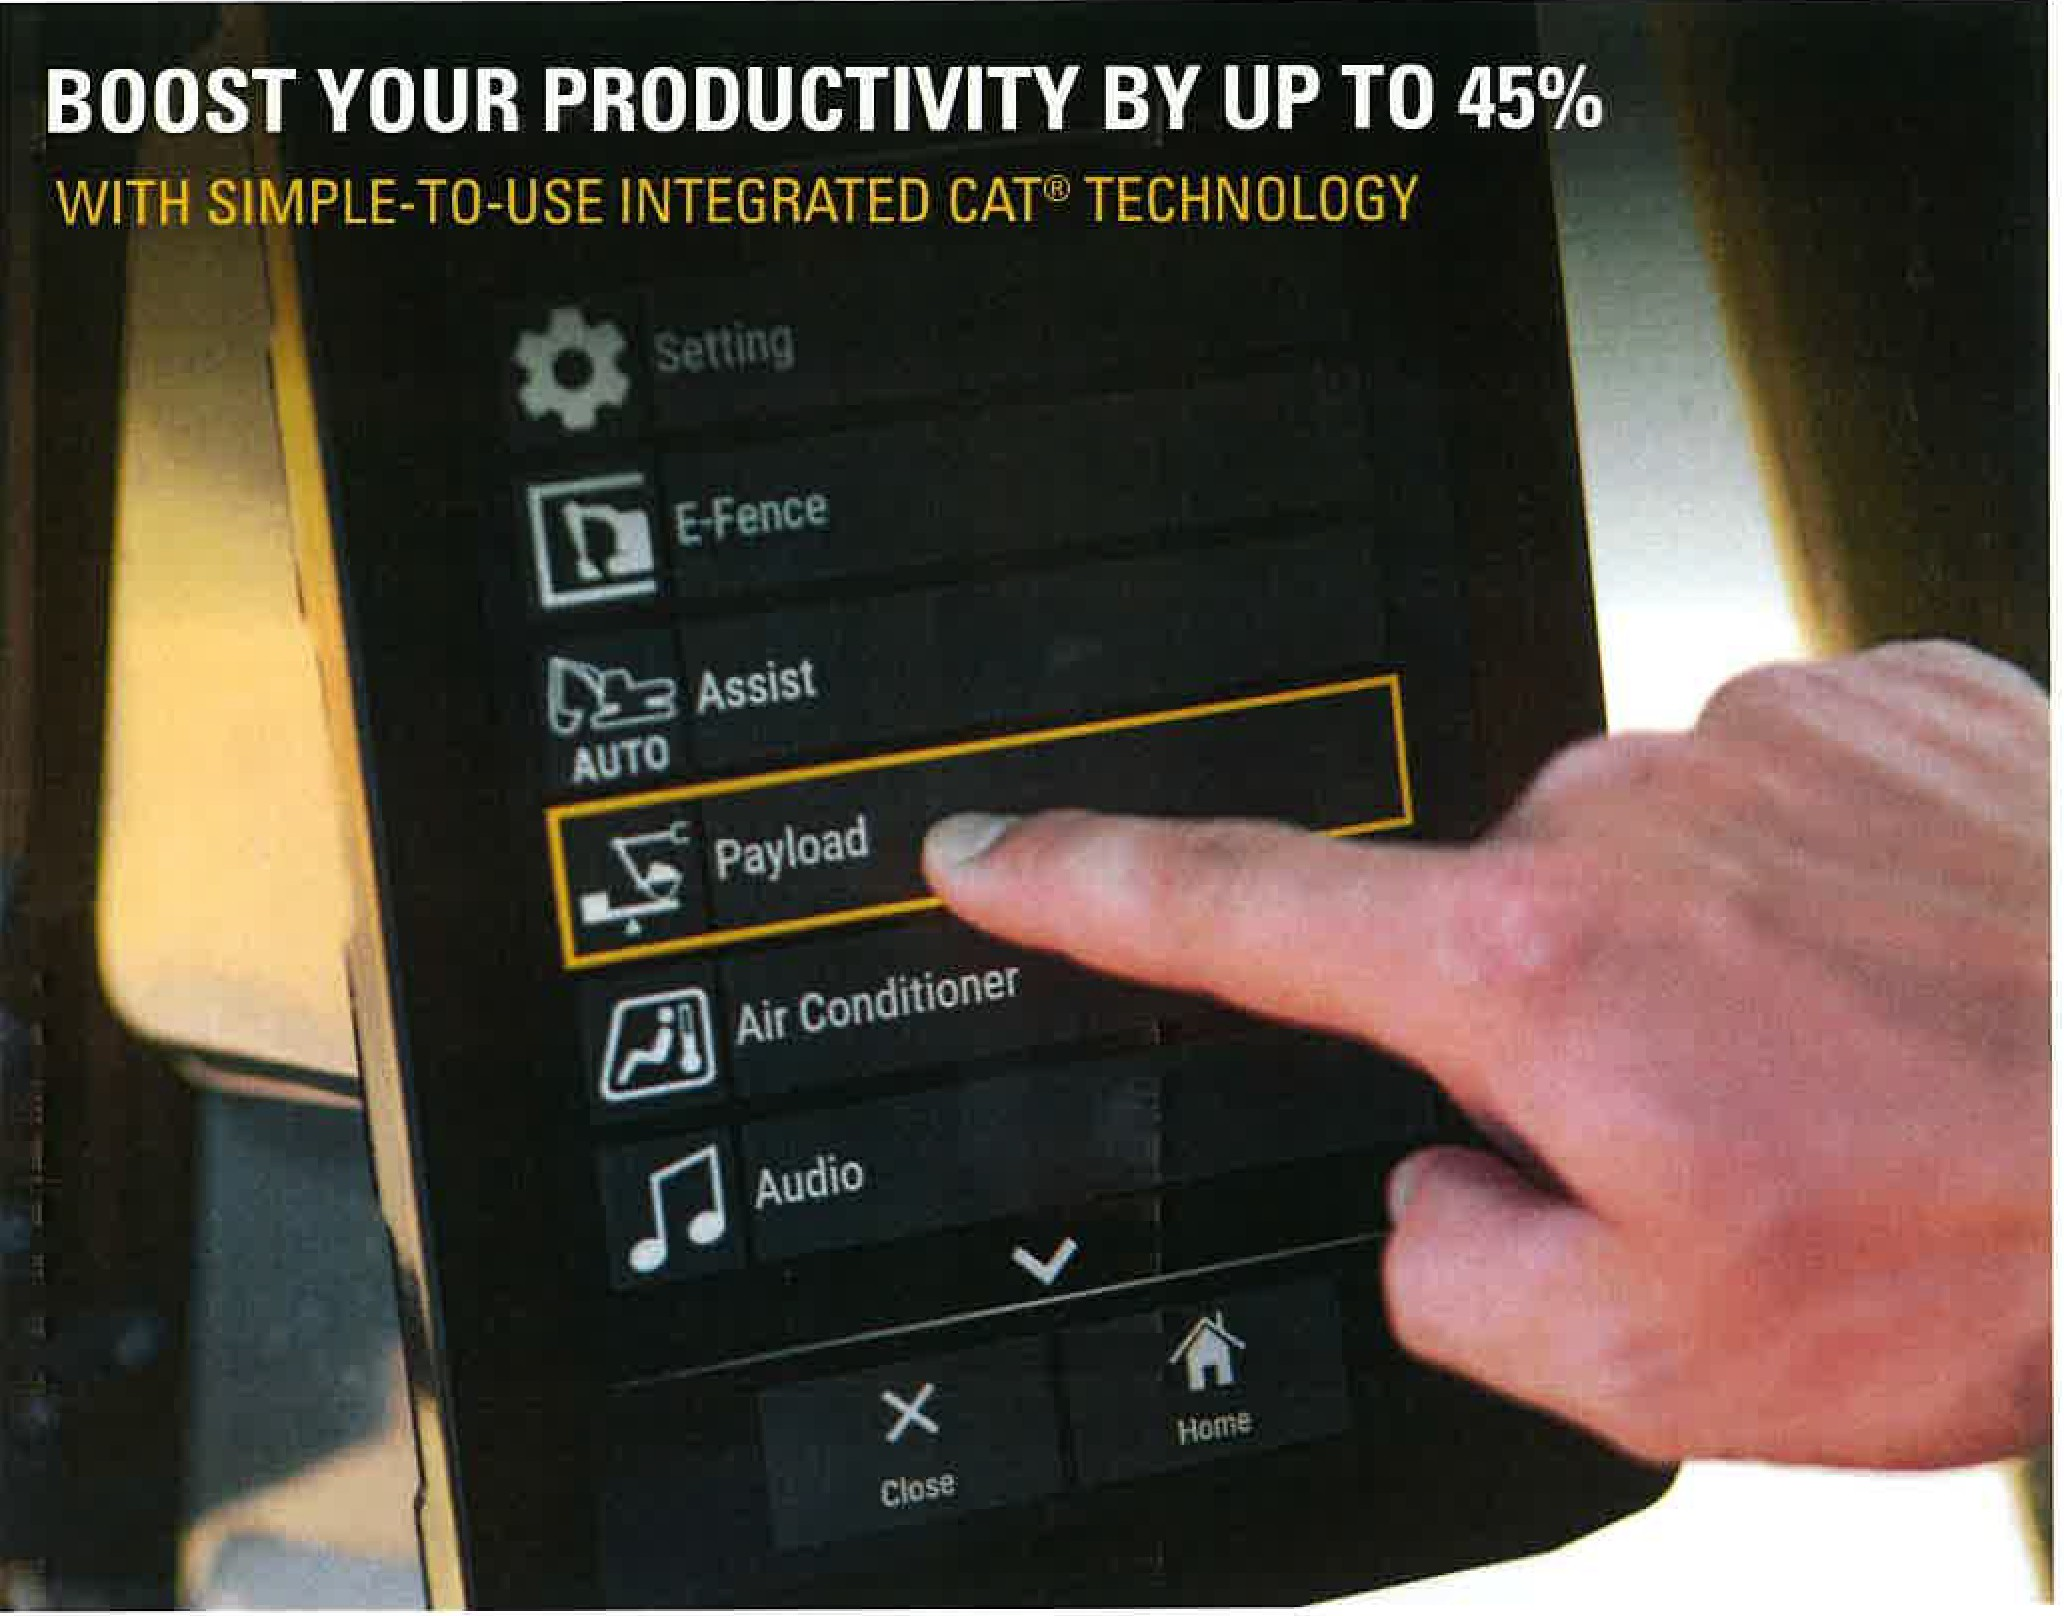 BOOST YOUR PRODUCTIVITY BY UP TO 45%
WITH SIMPLE-TO-USE INTEGRATED CAT® TECHNOLOGY
Setting
E-Fence
Assist
AUTO
Payload
Air Conditioner
Audio
Close
Home